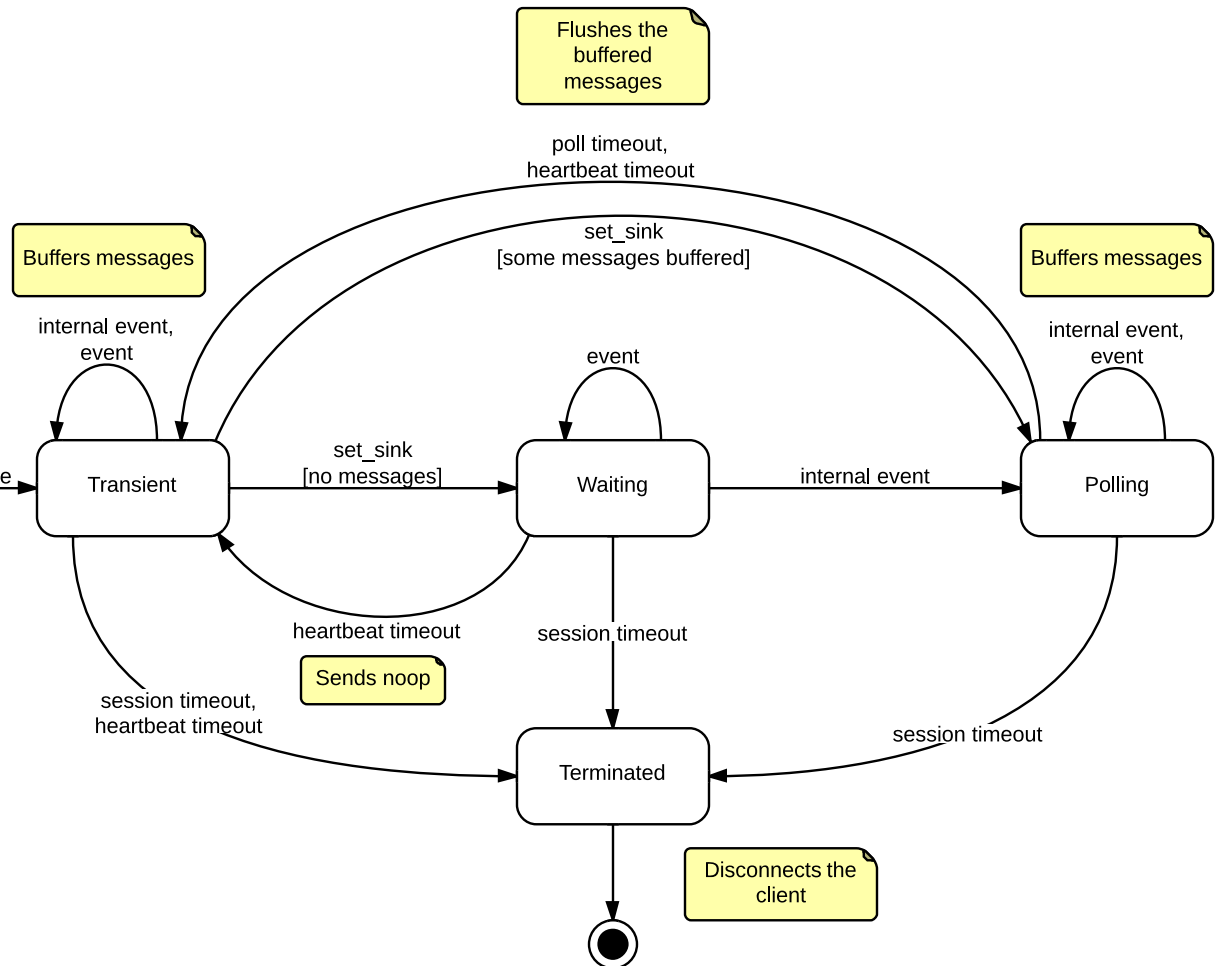 Flushes the
buffered
messages
poll timeout,
heartbeat timeout
set_sink
[some messages buffered]
Buffers messages
Buffers messages
internal event,
event
event
internal event,
event
set_sink
[no messages]
internal event
e
Transient
Waiting
Polling
heartbeat timeout
session timeout
Sends noop
session timeout,
heartbeat timeout
session timeout
Terminated
Disconnects the
client